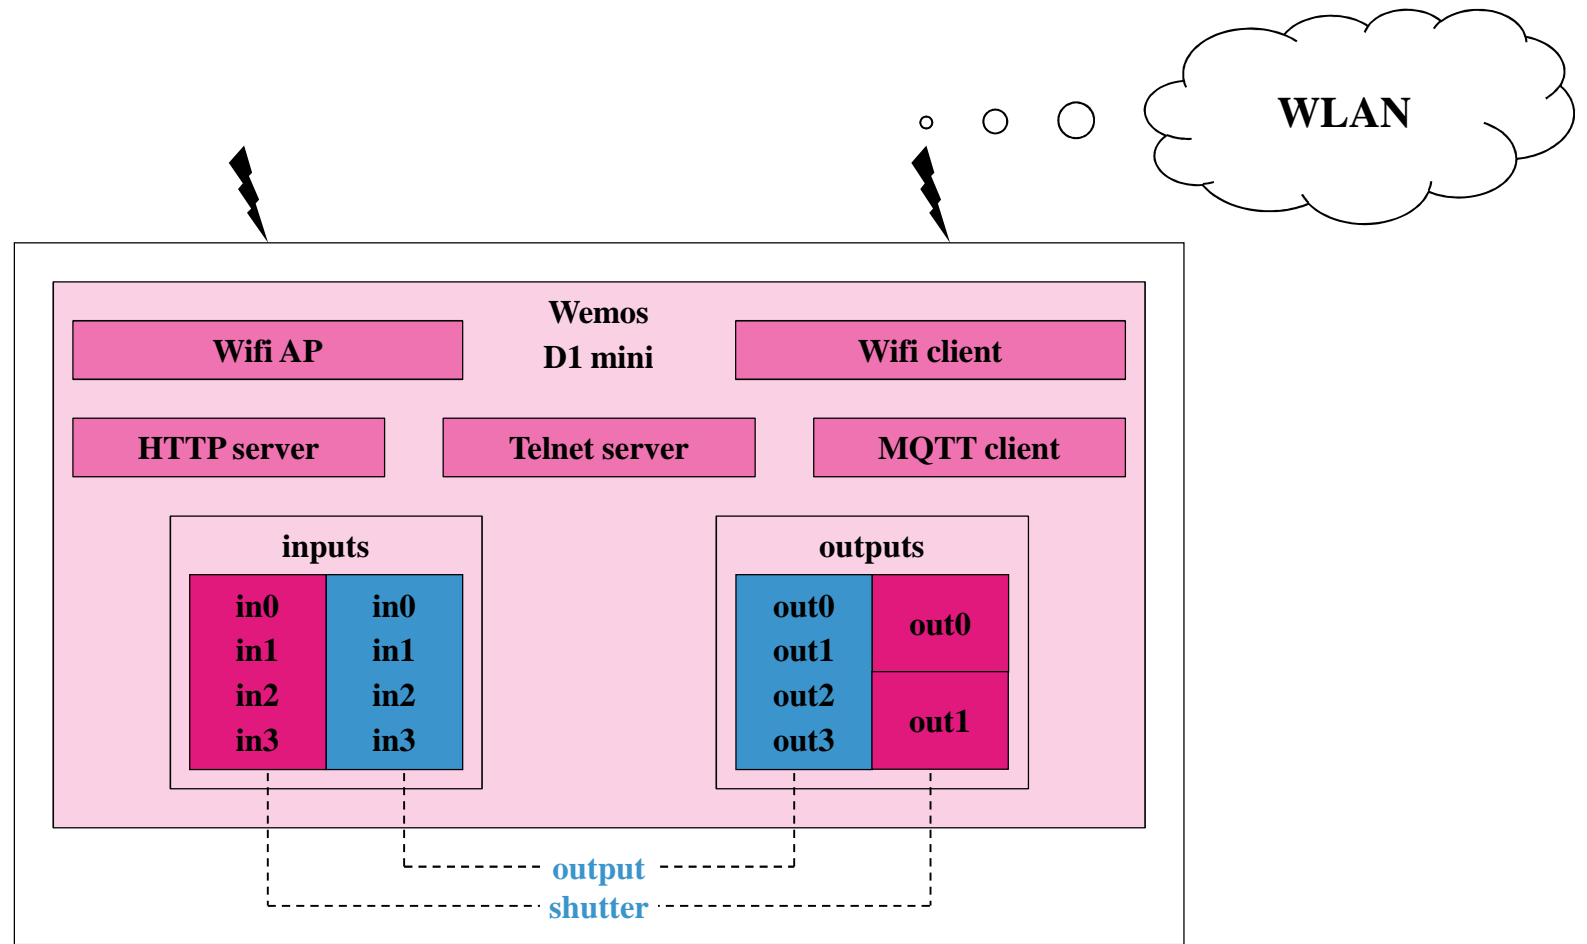 WLAN
Wemos
D1 mini
Wifi AP
Wifi client
HTTP server
Telnet server
MQTT client
inputs
in0
in1
in2
in3
in0
in1
in2
in3
outputs
out0
out1
out2
out3
out0
out1
output
shutter